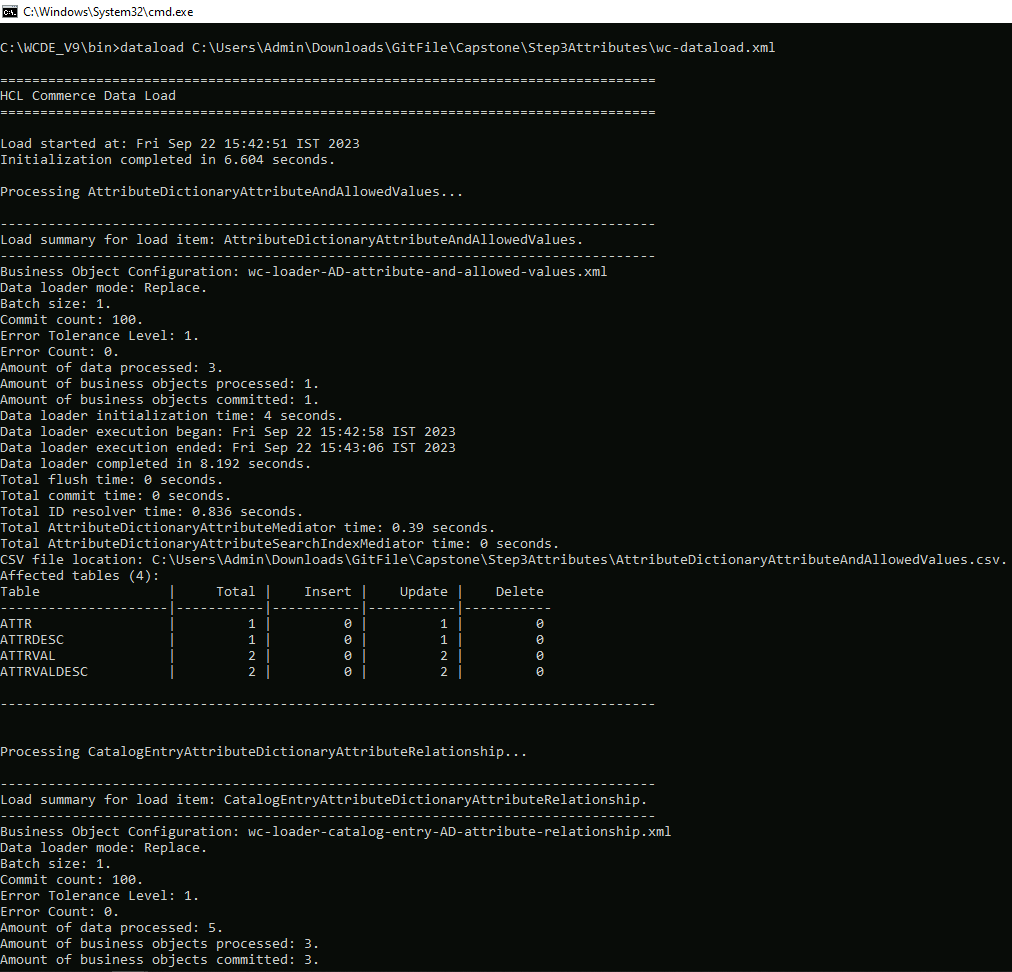 C:\Windows\System32\cmd.exe
C:\WCDE_V9\bin>dataload C:\Users\Admin\Downloads\GitFile\Capstone\Step3Attributes\wc-dataload.xml
==================================================================================
HCL Commerce Data Load
==================================================================================
Load started at: Fri Sep 22 15:42:51 IST 2023
Initialization completed in 6.604 seconds.
Processing AttributeDictionaryAttributeAndAllowedValues...
----------------------------------------------------------------------------------
Load summary for load item: AttributeDictionaryAttributeAndAllowedValues.
----------------------------------------------------------------------------------
Business Object Configuration: wc-loader-AD-attribute-and-allowed-values.xml
Data loader mode: Replace.
Batch size: 1.
Commit count: 100.
Error Tolerance Level: 1.
Error Count: 0.
Amount of data processed: 3.
Amount of business objects processed: 1.
Amount of business objects committed: 1.
Data loader initialization time: 4 seconds.
Data loader execution began: Fri Sep 22 15:42:58 IST 2023
Data loader execution ended: Fri Sep 22 15:43:06 IST 2023
Data loader completed in 8.192 seconds.
Total flush time: 0 seconds.
Total commit time: 0 seconds.
Total ID resolver time: 0.836 seconds.
Total AttributeDictionaryAttributeMediator time: 0.39 seconds.
Total AttributeDictionaryAttributeSearchIndexMediator time: 0 seconds.
CSV file location: C:\Users\Admin\Downloads\GitFile\Capstone\Step3Attributes\AttributeDictionaryAttributeAndAllowedValues.csv.
Affected tables (4):
Table                |     Total |    Insert |    Update |    Delete
---------------------|-----------|-----------|-----------|-----------
ATTR                 |         1 |         0 |         1 |         0
ATTRDESC             |         1 |         0 |         1 |         0
ATTRVAL              |         2 |         0 |         2 |         0
ATTRVALDESC          |         2 |         0 |         2 |         0
----------------------------------------------------------------------------------
Processing CatalogEntryAttributeDictionaryAttributeRelationship...
----------------------------------------------------------------------------------
Load summary for load item: CatalogEntryAttributeDictionaryAttributeRelationship.
----------------------------------------------------------------------------------
Business Object Configuration: wc-loader-catalog-entry-AD-attribute-relationship.xml
Data loader mode: Replace.
Batch size: 1.
Commit count: 100.
Error Tolerance Level: 1.
Error Count: 0.
Amount of data processed: 5.
Amount of business objects processed: 3.
Amount of business objects committed: 3.